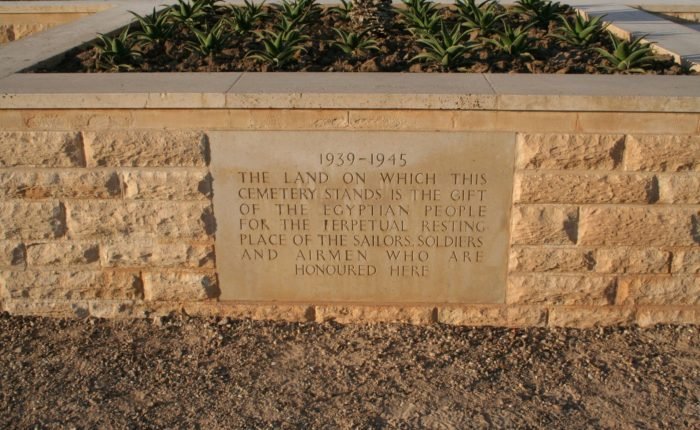 1939-1945
THE LAND ON WHICH THIS
CEMETERY STANDS IS THE GIFT
OF THE EGYPTIAN PEOPLE
FOR THE PERPETUAL RESTING
PLACE OF THE SAILORS, SOLDIERS
AND AIRMEN WHO ARE
HONOURED HERE